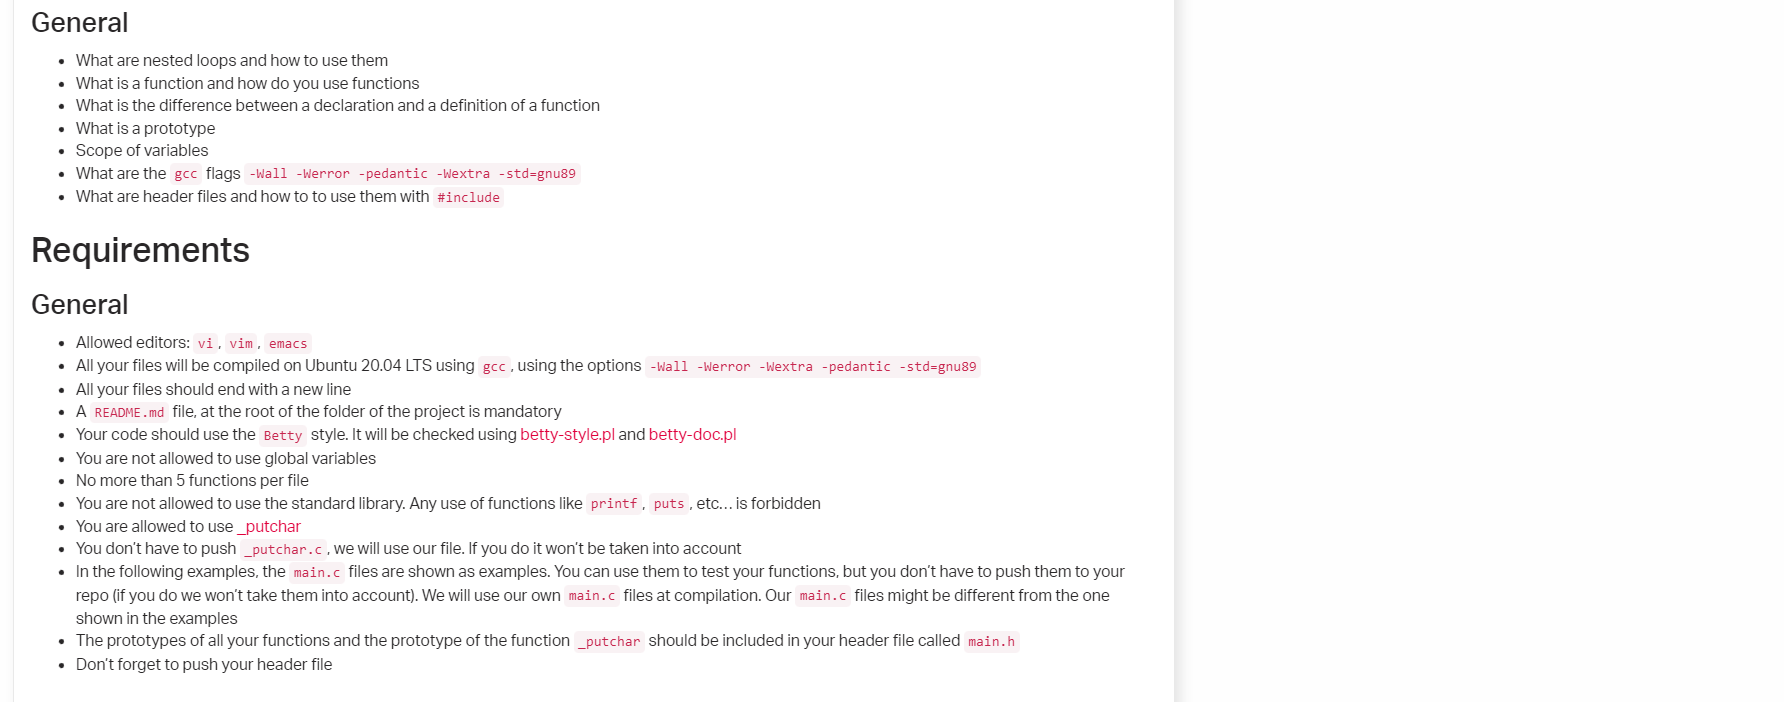 General
What are nested loops and how to use them
What is a function and how do you use functions
What is the difference between a declaration and a definition of a function
What is a prototype
Scope of variables
What are the gcc flags -Wall -Werror -pedantic -Wextra -std=gnu89
What are header files and how to to use them with #include
Requirements
General
Allowed editors: vi, vim, emacs
All your files will be compiled on Ubuntu 20.04 LTS using gcc, using the options -Wall -Werror -Wextra -pedantic -std=gnu89
All your files should end with a new line
A README.md file, at the root of the folder of the project is mandatory
Your code should use the Betty style. It will be checked using betty-style.pl and betty-doc.pl
You are not allowed to use global variables
No more than 5 functions per file
You are not allowed to use the standard library. Any use of functions like printf, puts, etc… is forbidden
You are allowed to use _putchar
You don’t have to push _putchar.c, we will use our file. If you do it won’t be taken into account
In the following examples, the main.c files are shown as examples. You can use them to test your functions, but you don’t have to push them to your
repo (if you do we won’t take them into account). We will use our own main.c files at compilation. Our main.c files might be different from the one
shown in the examples
The prototypes of all your functions and the prototype of the function _putchar should be included in your header file called main.h
Don’t forget to push your header file